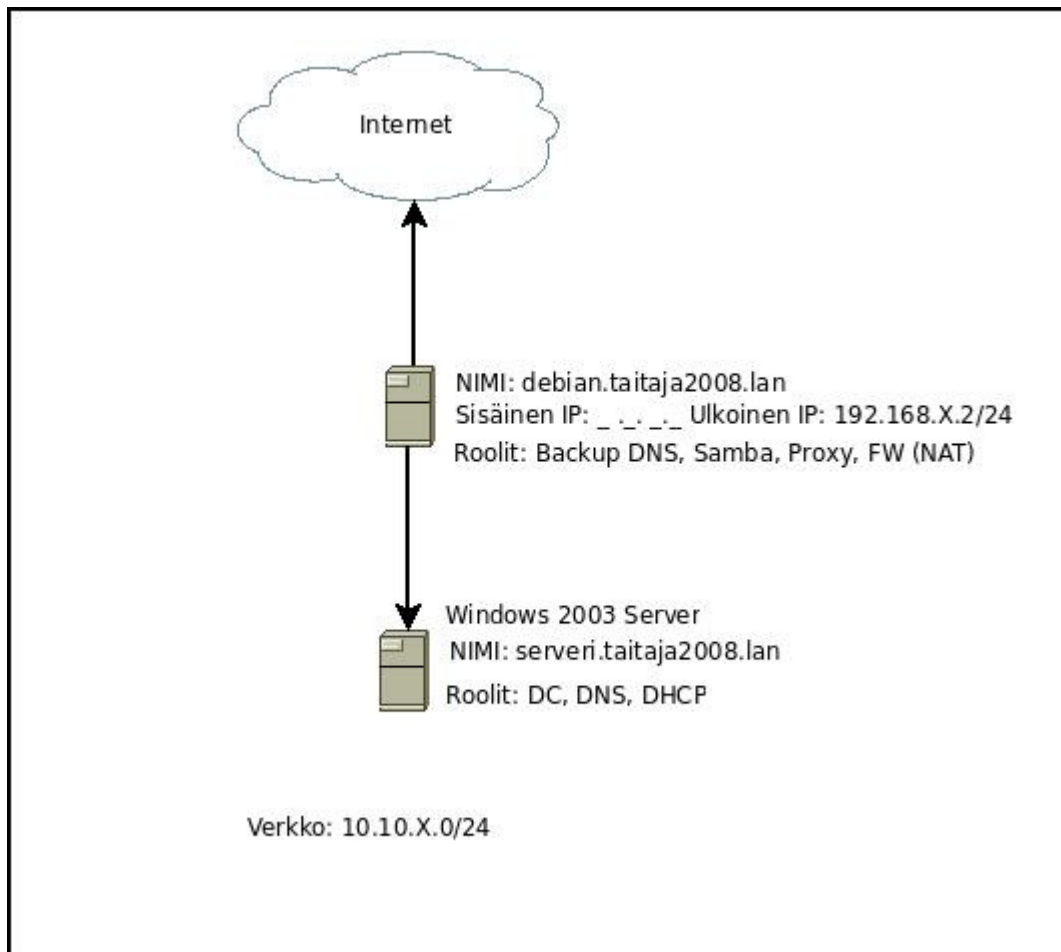 Internet
NIMI: debian.taitaja2008.lan
Sisäinen IP: _ ._. _._ Ulkoinen IP: 192.168.X.2/24
Roolit: Backup DNS, Samba, Proxy, FW (NAT)
Windows 2003 Server
NIMI: serveri.taitaja2008.lan
Roolit: DC, DNS, DHCP
Verkko: 10.10.X.0/24